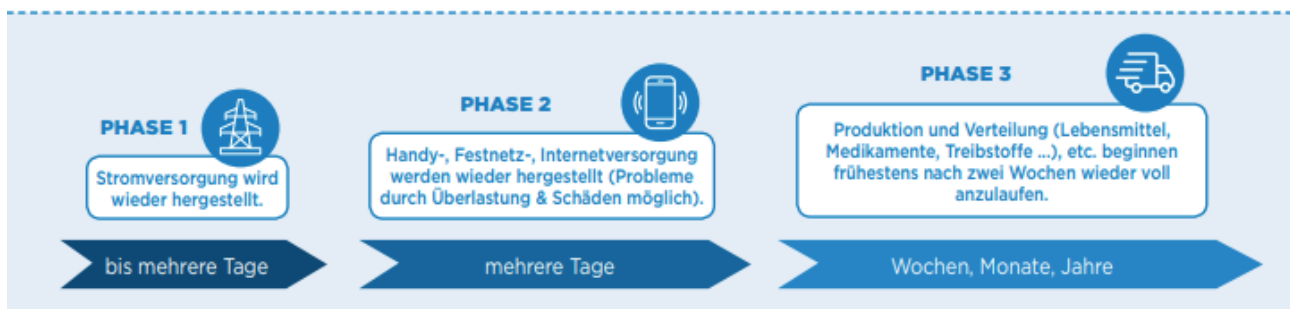 PHASE 1
Stromversorgung wird
wieder hergestellt.
bis mehrere Tage
PHASE 2
Handy-, Festnetz-, Internetversorgung
werden wieder hergestellt (Probleme
durch Überlastung & Schäden möglich).
mehrere Tage
PHASE 3
Produktion und Verteilung (Lebensmittel,
Medikamente, Treibstoffe ...), etc. beginnen
frühestens nach zwei Wochen wieder voll
anzulaufen.
Wochen, Monate, Jahre